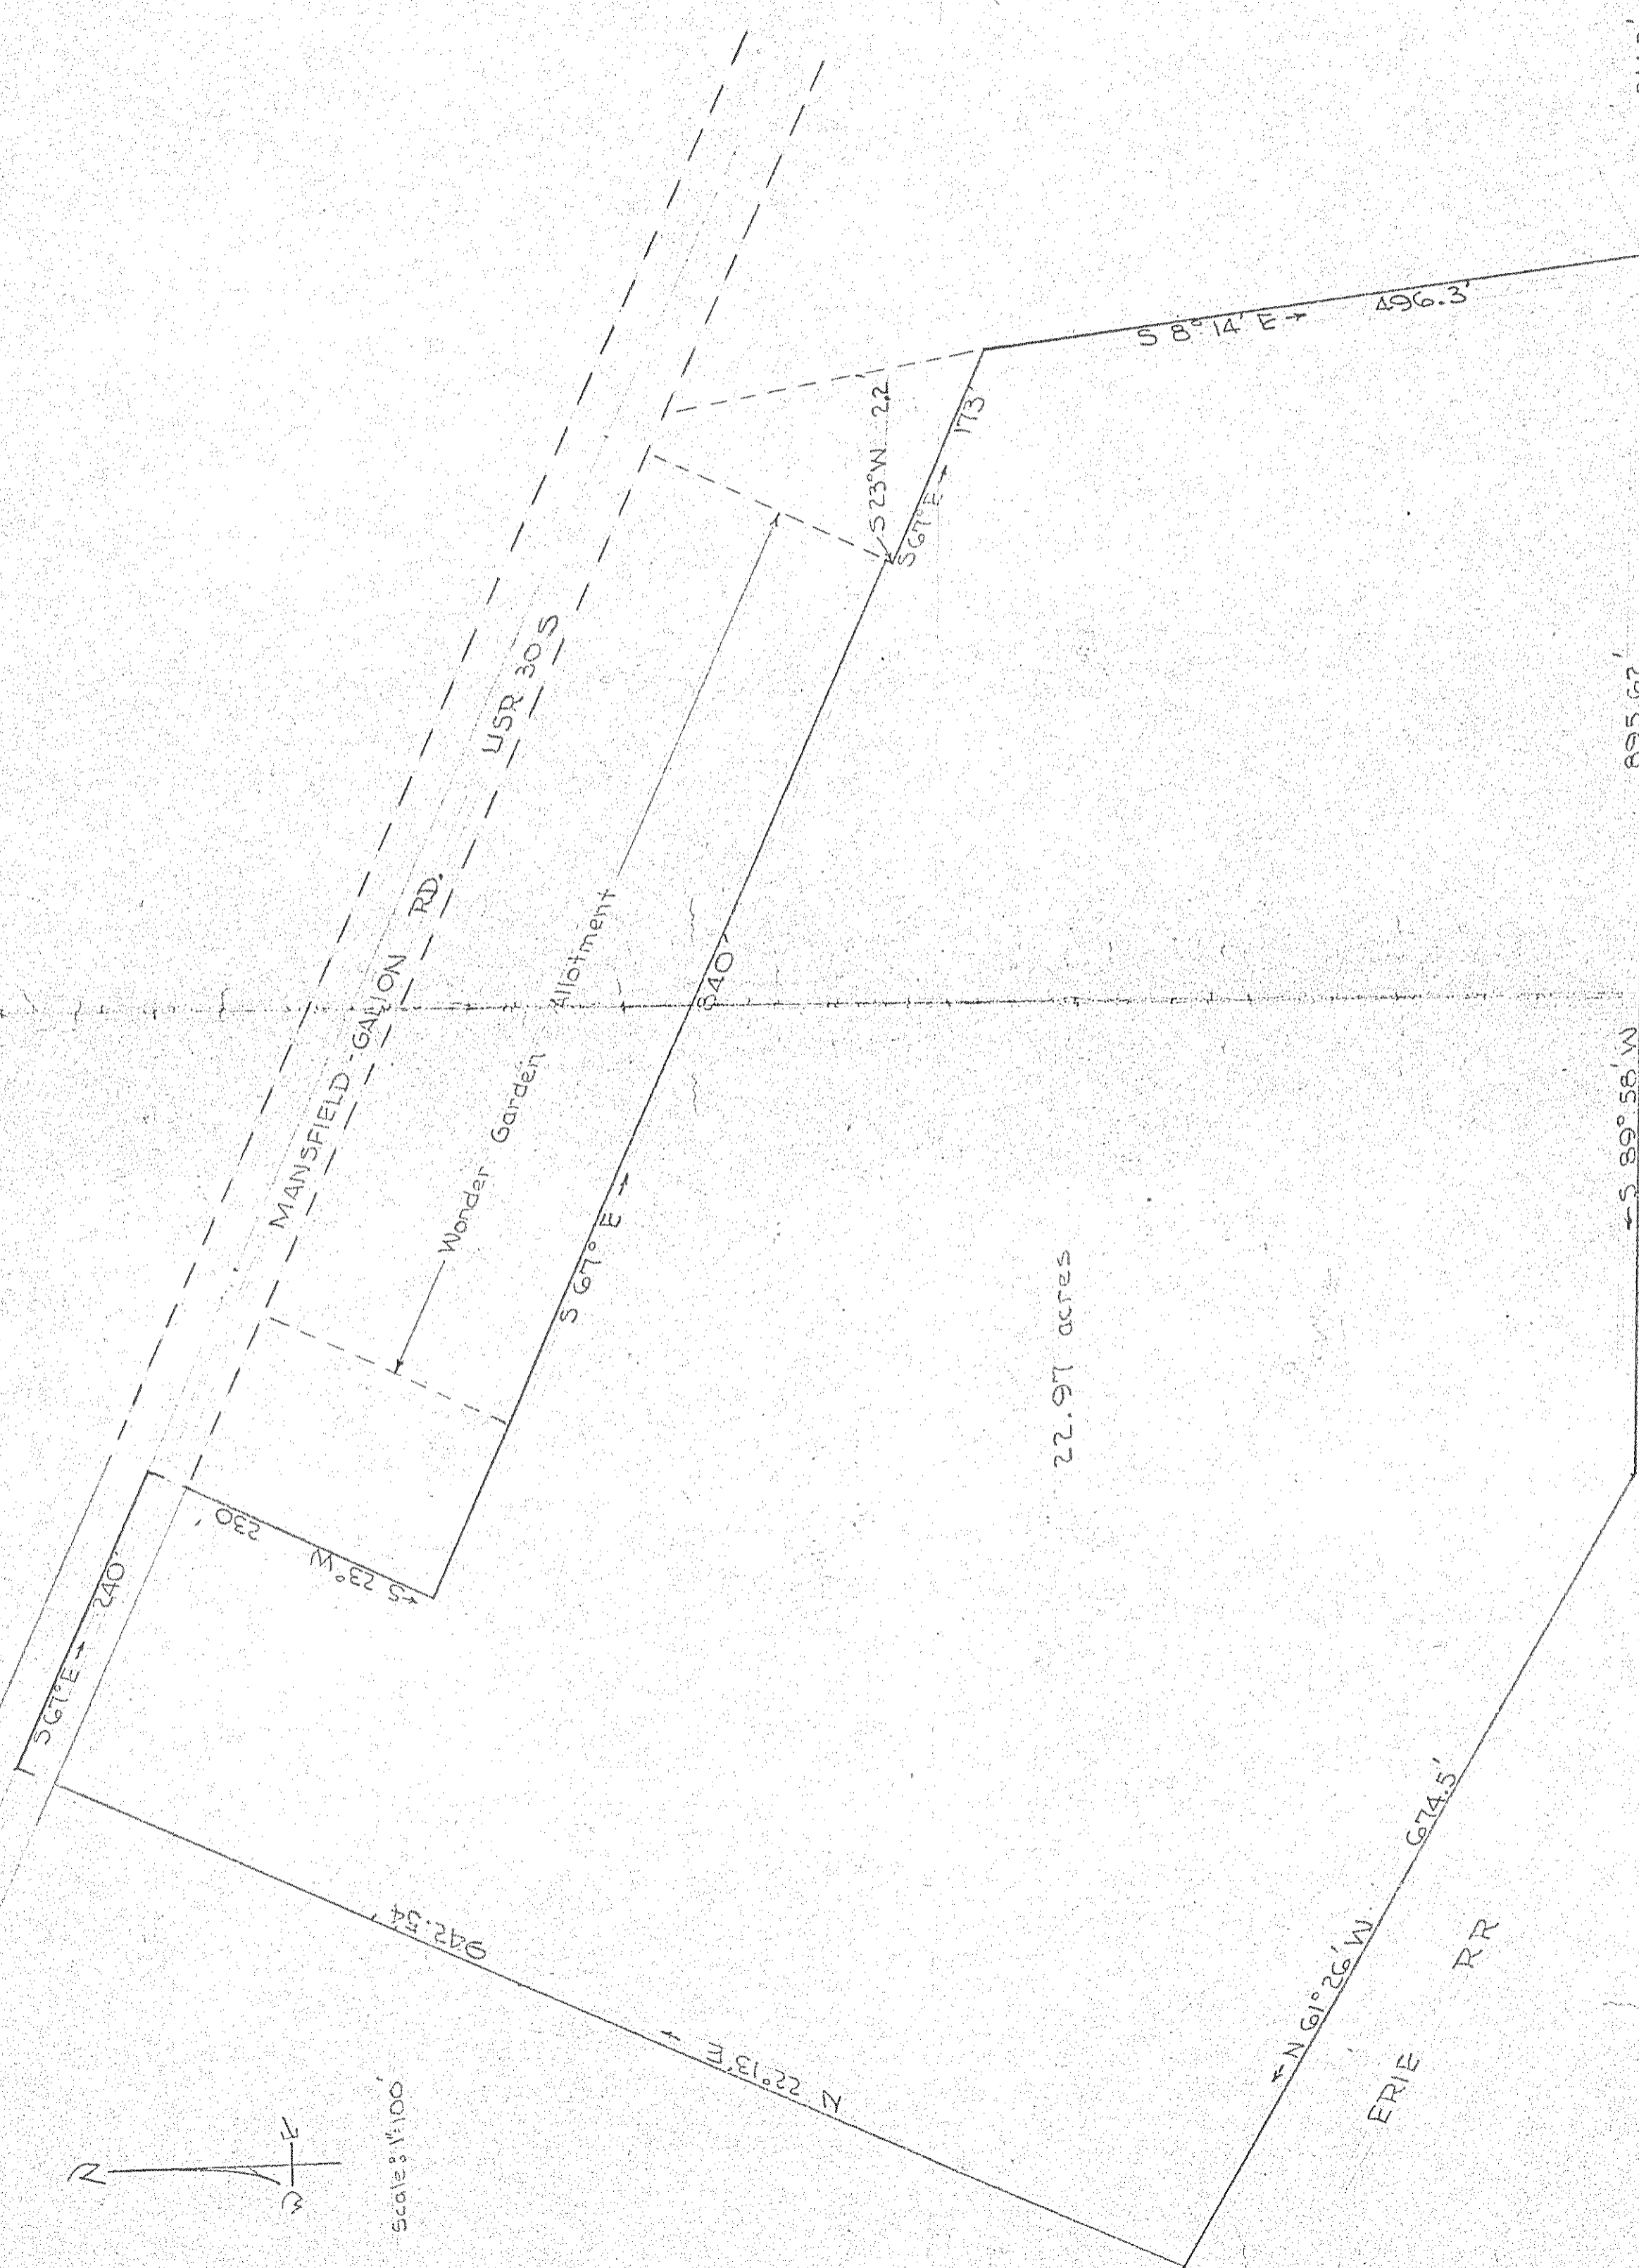 N
W E
Scale: 1"=100'
S 67° E → 240'
← S 23° W 230'
MANSFIELD - GALION RD.
USR 30 S
Wonder Garden Allotment
S 67° E → 840'
S 23° W 2.2'
S 67° E → 173'
S 8° 14' E → 496.3'
22.97 acres
← S 89° 58' W 895.67'
← N 61° 26' W 674.5'
ERIE RR
N 22° 13' E → 942.54'